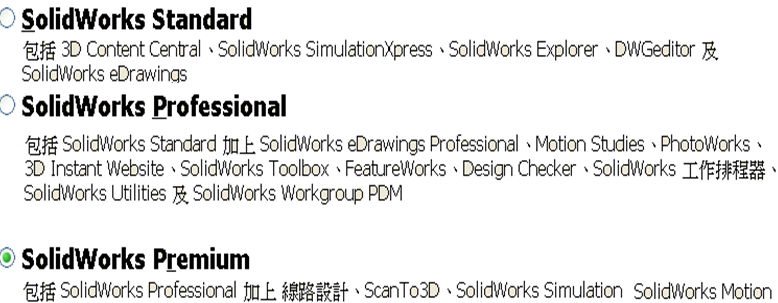 SolidWorks Standard
包括 3D Content Central、SolidWorks SimulationXpress、SolidWorks Explorer、DWGeditor 及
SolidWorks eDrawings
SolidWorks Professional
包括 SolidWorks Standard 加上 SolidWorks eDrawings Professional、Motion Studies、PhotoWorks、
3D Instant Website、SolidWorks Toolbox、FeatureWorks、Design Checker、SolidWorks 工作排程器、
SolidWorks Utilities 及 SolidWorks Workgroup PDM
SolidWorks Premium
包括 SolidWorks Professional 加上 線路設計、ScanTo3D、SolidWorks Simulation SolidWorks Motion